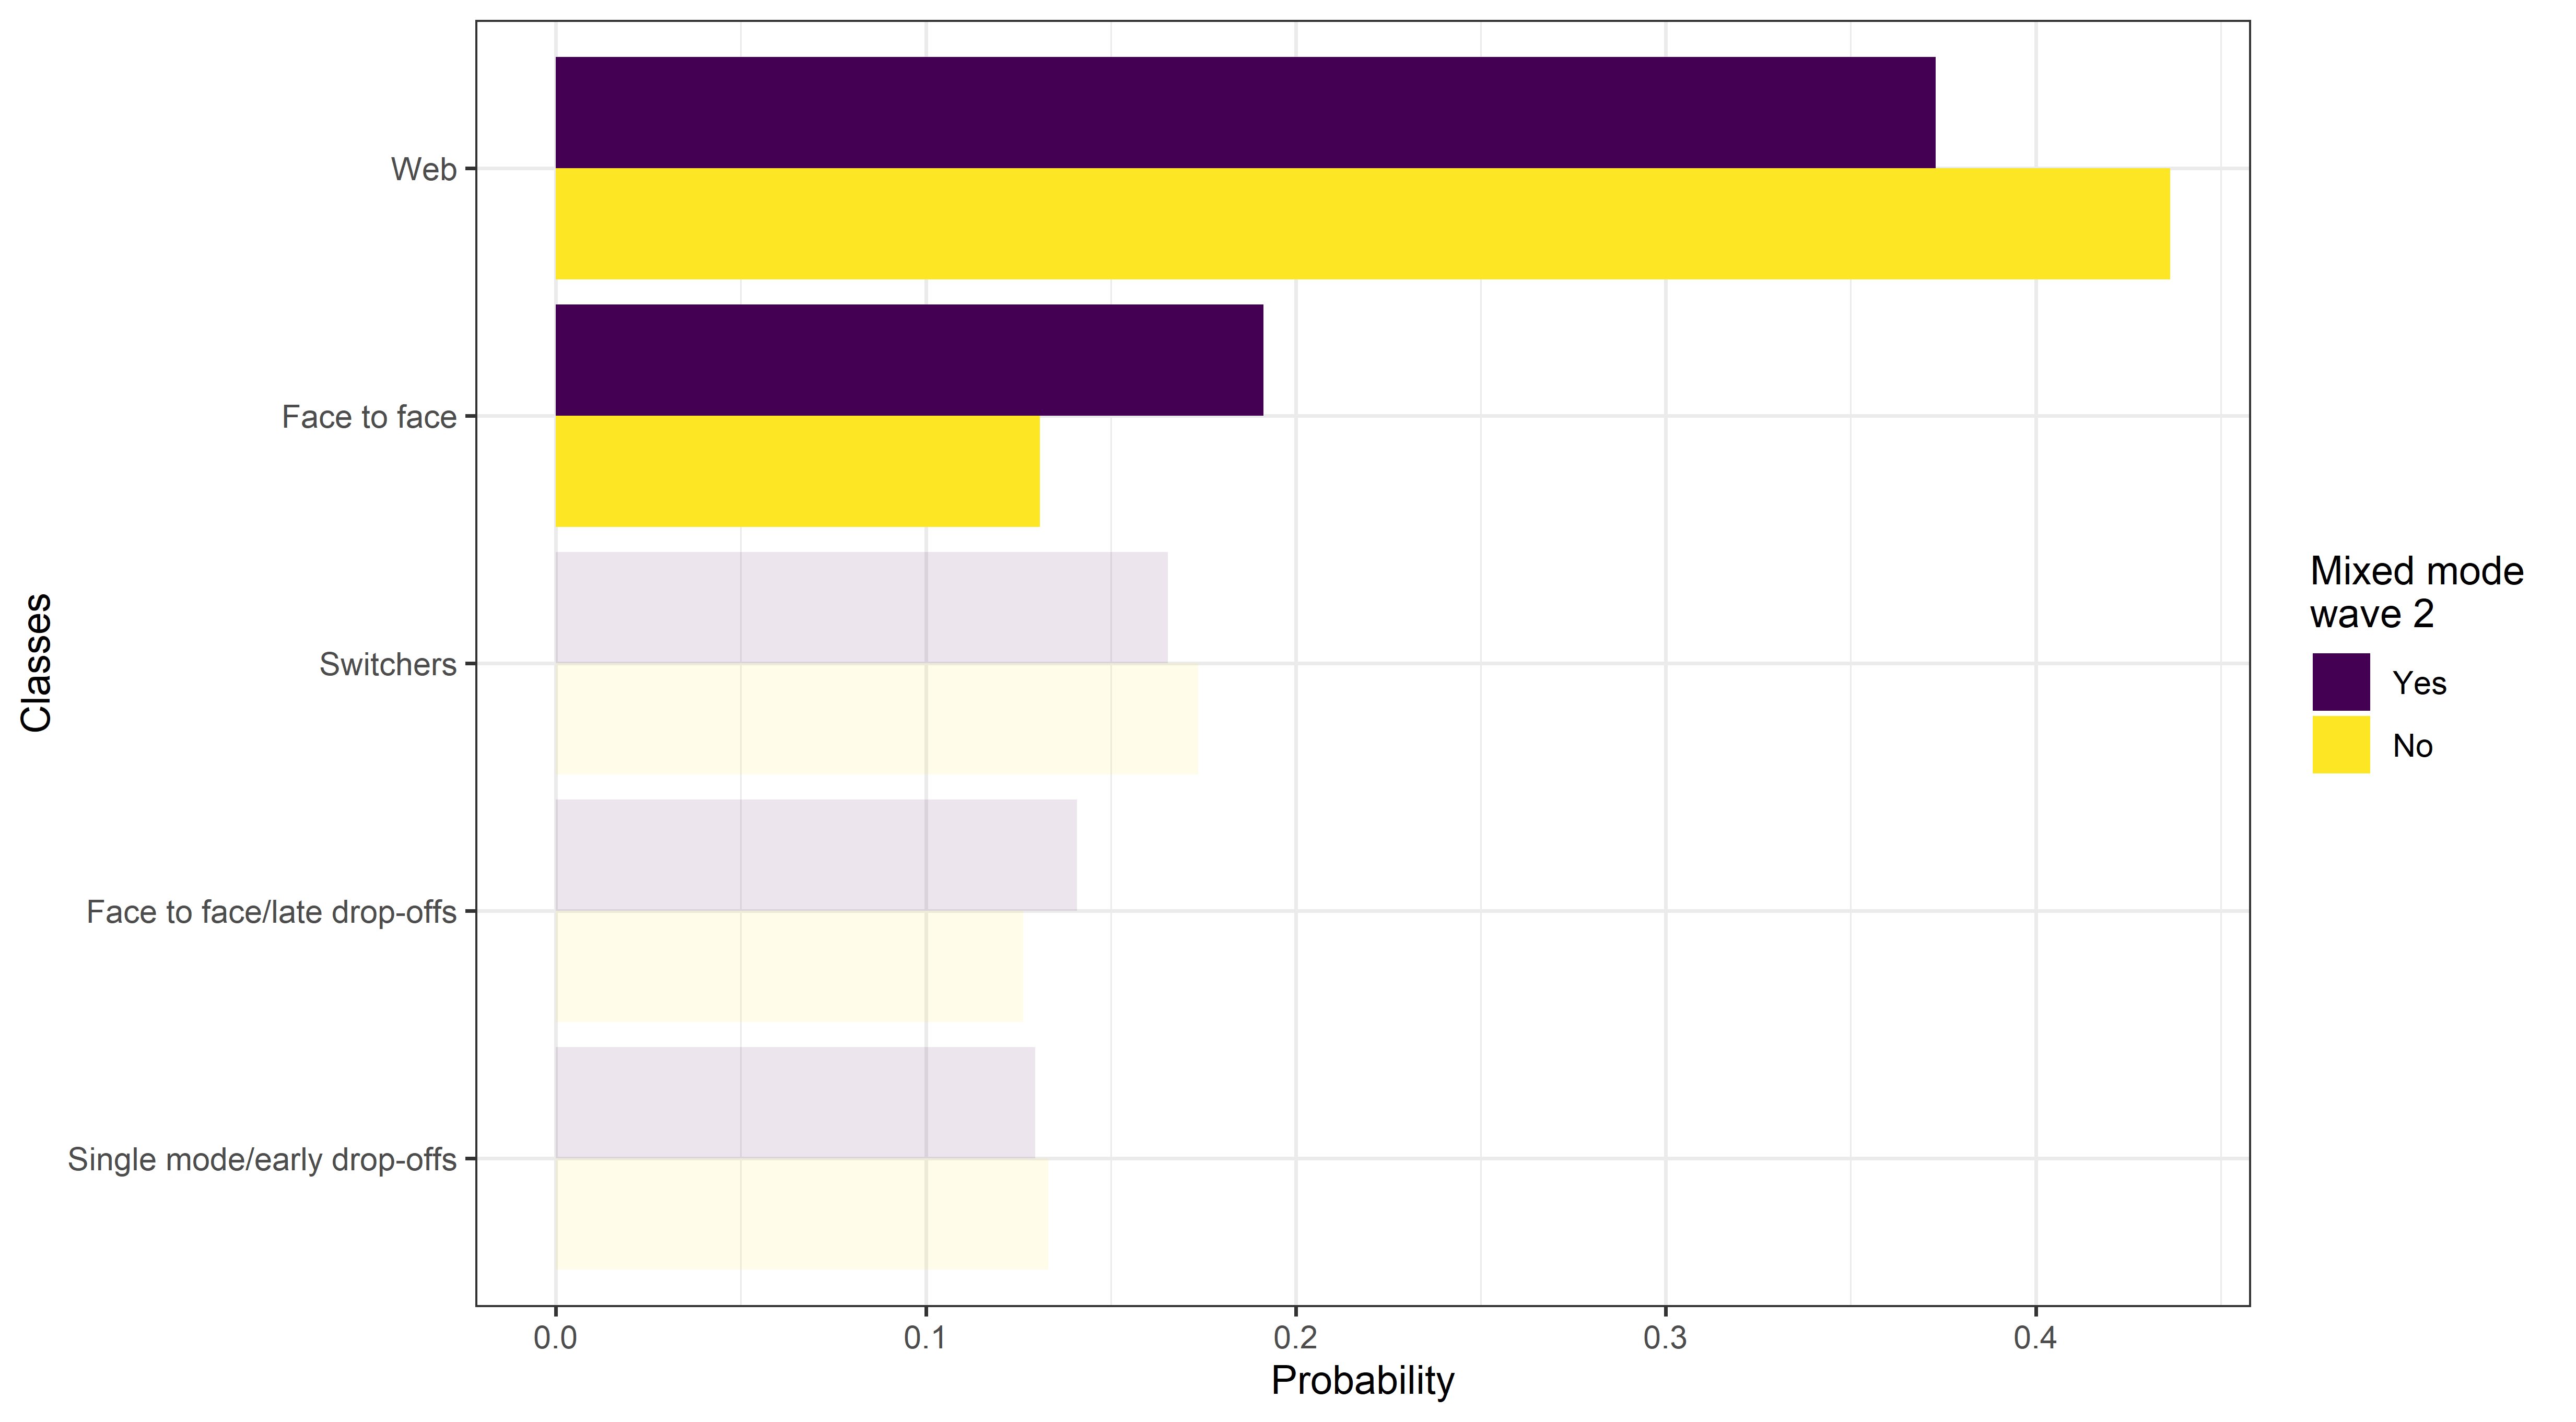 Web
Face to face
Switchers
Face to face/late drop-offs
Single mode/early drop-offs
Classes
0.0 0.1 0.2 0.3 0.4
Probability
Mixed mode
wave 2
Yes
No